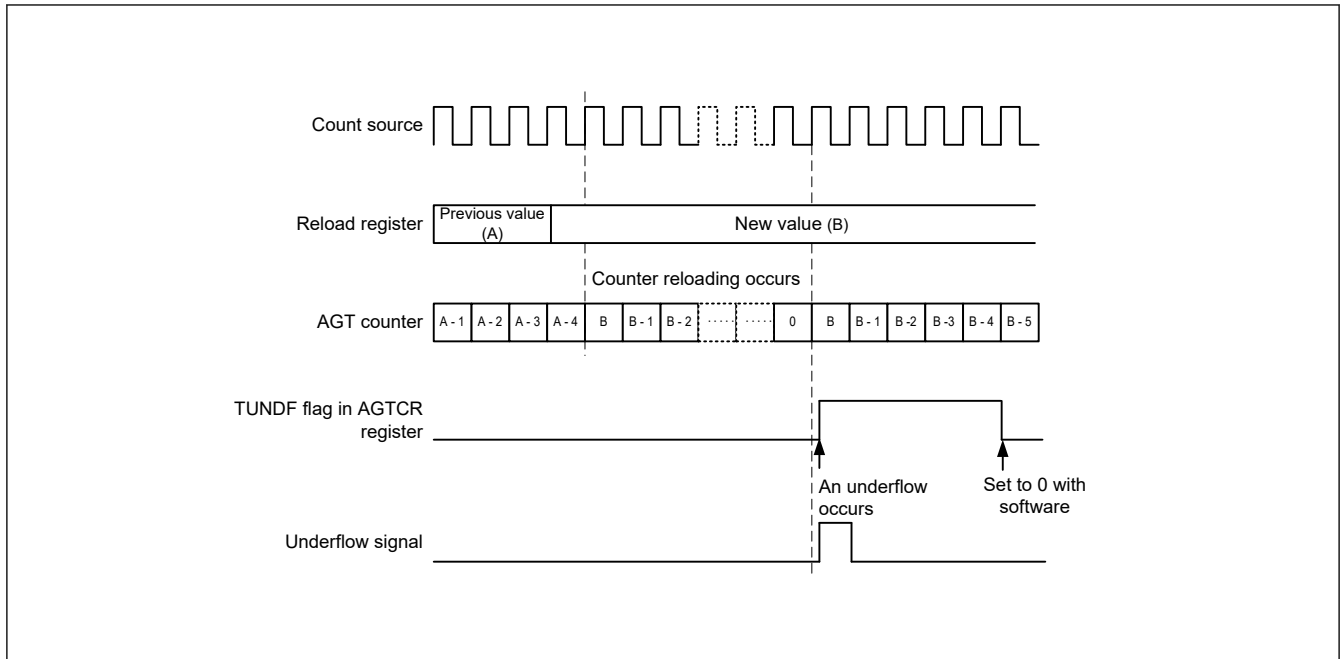 Count source
Reload register
Previous value
(A)
New value (B)
Counter reloading occurs
AGT counter
A - 1 A - 2 A - 3 A - 4 B B - 1 B - 2 ····· ····· 0 B B - 1 B -2 B - 3 B - 4 B - 5
TUNDF flag in AGTCR
register
An underflow
occurs
Set to 0 with
software
Underflow signal